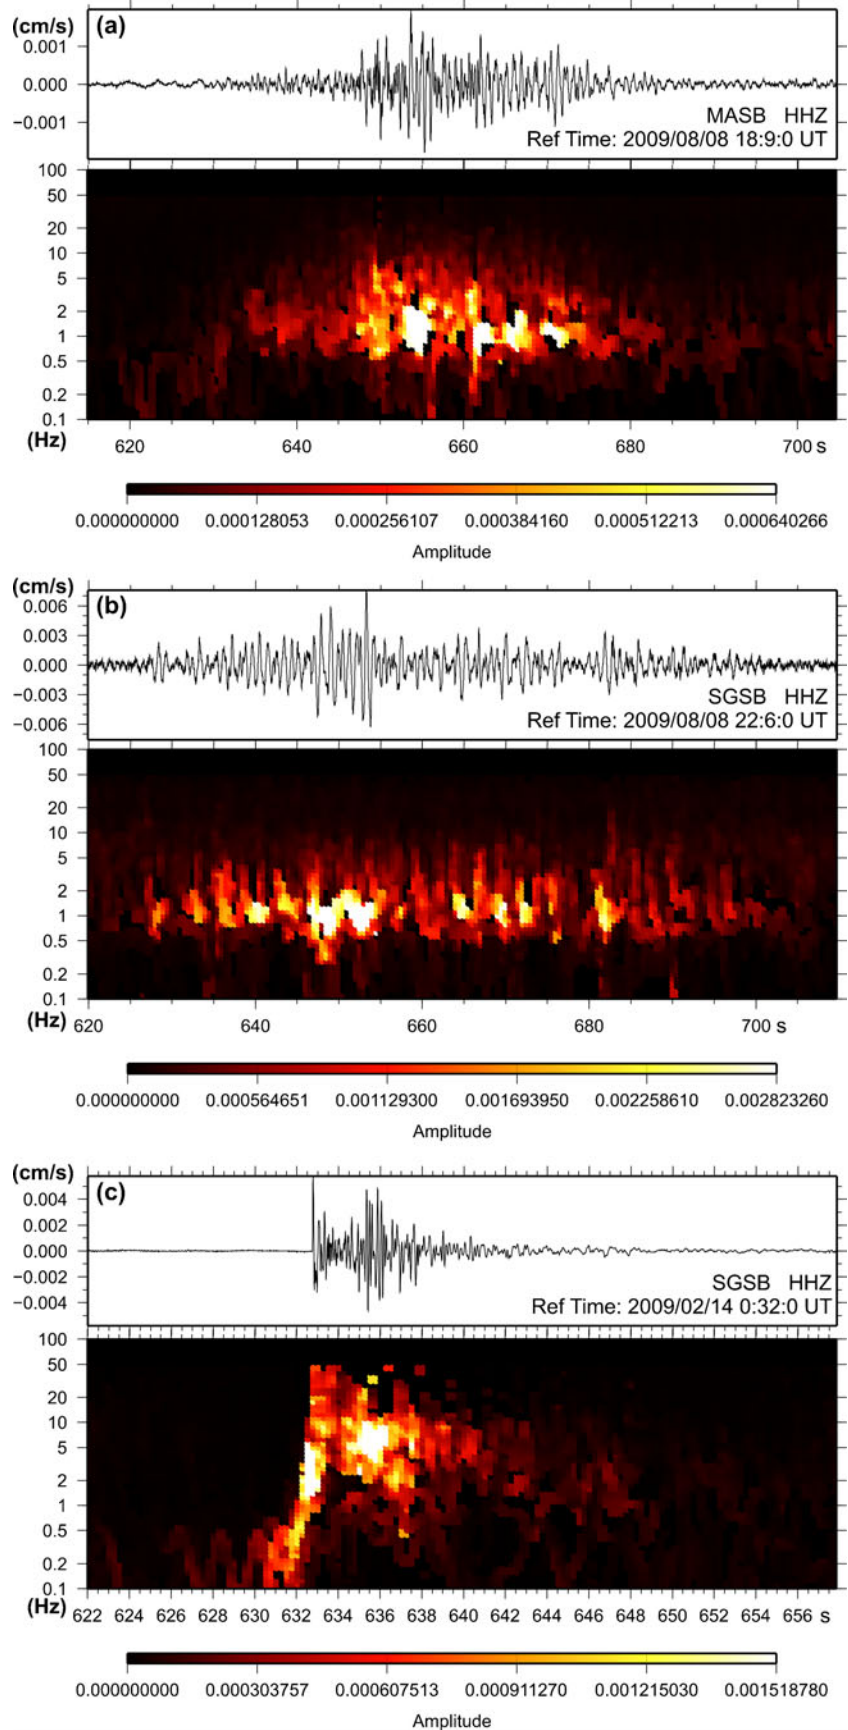 (cm/s)
(a)
0.001
0.000
−0.001
MASB HHZ
Ref Time: 2009/08/08 18:9:0 UT
100
50
20
10
5
2
1
0.5
0.2
0.1
(Hz)
620 640 660 680 700 s
0.000000000 0.000128053 0.000256107 0.000384160 0.000512213 0.000640266
Amplitude
(cm/s)
(b)
0.006
0.003
0.000
−0.003
−0.006
SGSB HHZ
Ref Time: 2009/08/08 22:6:0 UT
100
50
20
10
5
2
1
0.5
0.2
0.1
(Hz)
620 640 660 680 700 s
0.000000000 0.000564651 0.001129300 0.001693950 0.002258610 0.002823260
Amplitude
(cm/s)
(c)
0.004
0.002
0.000
−0.002
−0.004
SGSB HHZ
Ref Time: 2009/02/14 0:32:0 UT
100
50
20
10
5
2
1
0.5
0.2
0.1
(Hz)
622 624 626 628 630 632 634 636 638 640 642 644 646 648 650 652 654 656 s
0.000000000 0.000303757 0.000607513 0.000911270 0.001215030 0.001518780
Amplitude